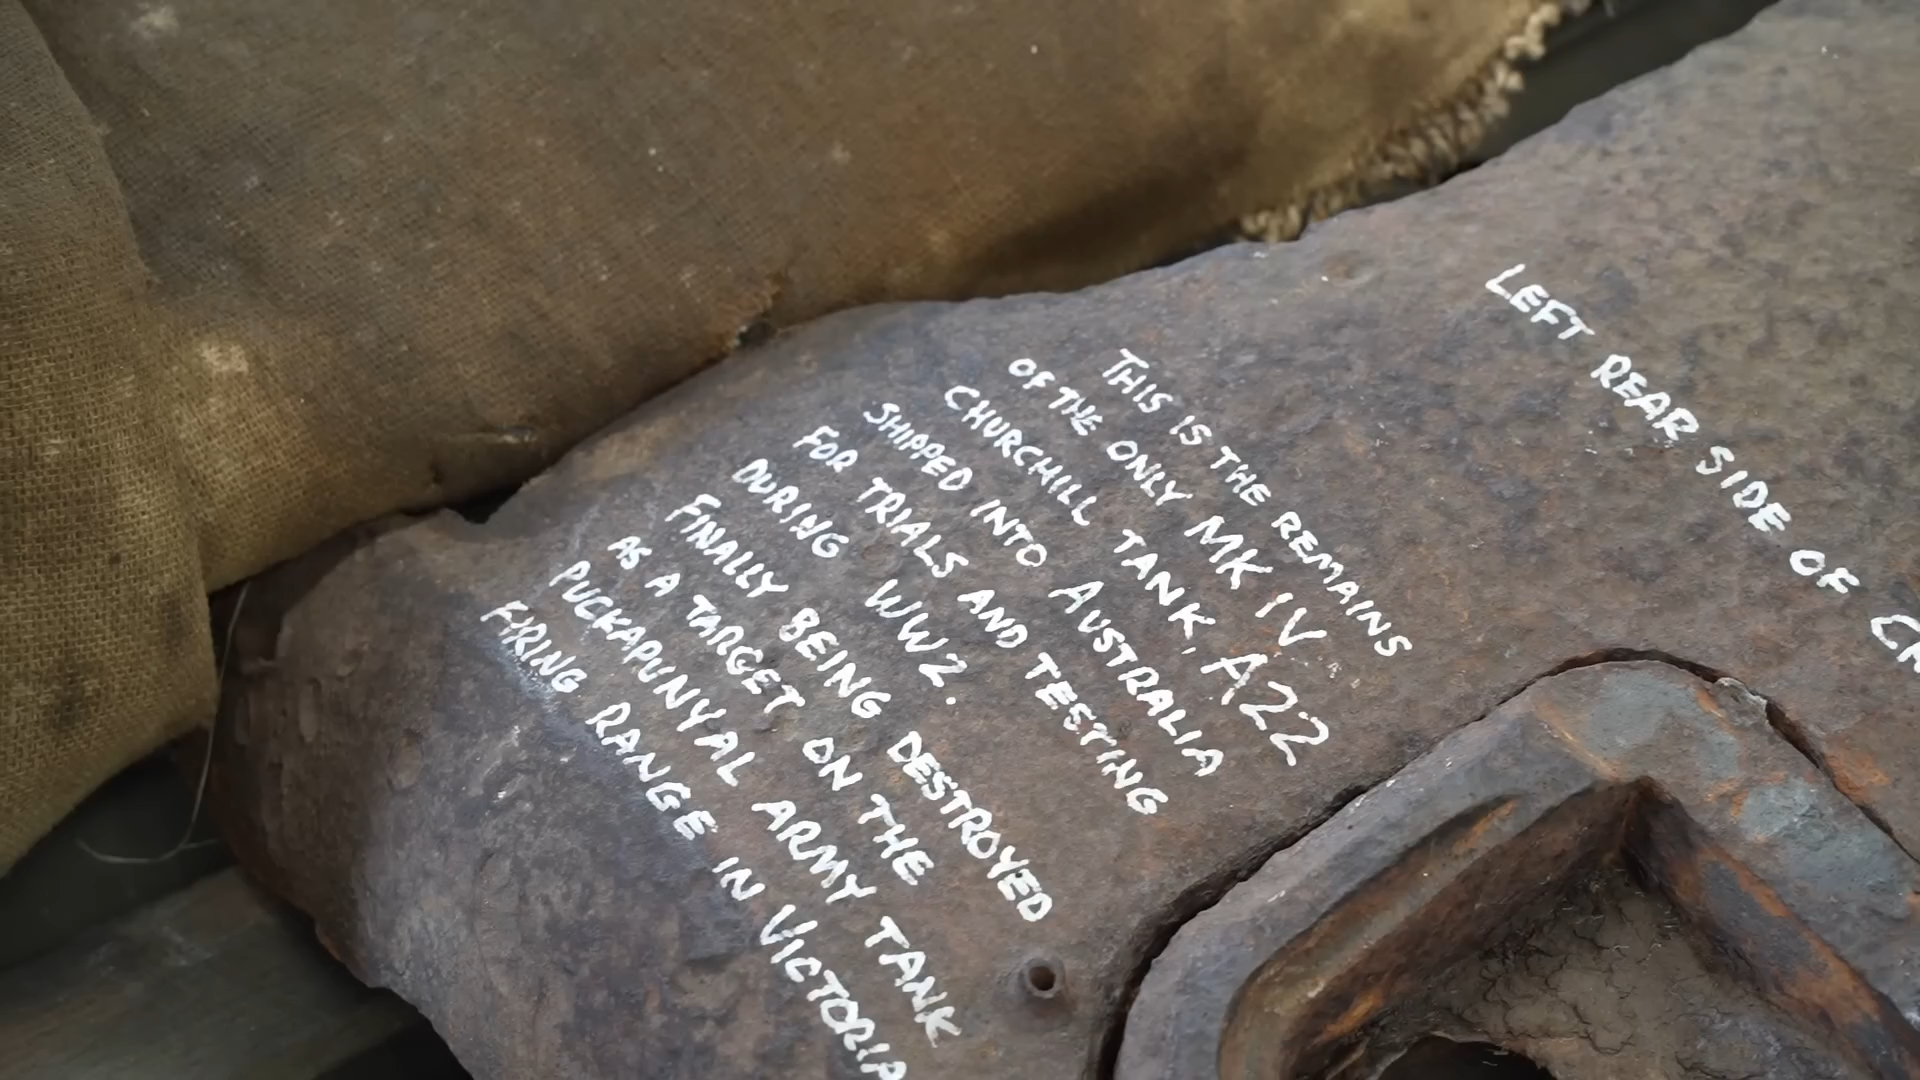 THIS IS THE REMAINS
OF THE ONLY MK IV
CHURCHILL TANK, A22
SHIPPED INTO AUSTRALIA
FOR TRIALS AND TESTING
DURING WW2.
FINALLY BEING DESTROYED
AS A TARGET ON THE
PUCKAPUNYAL ARMY TANK
FIRING RANGE IN VICTORIA
LEFT REAR SIDE OF